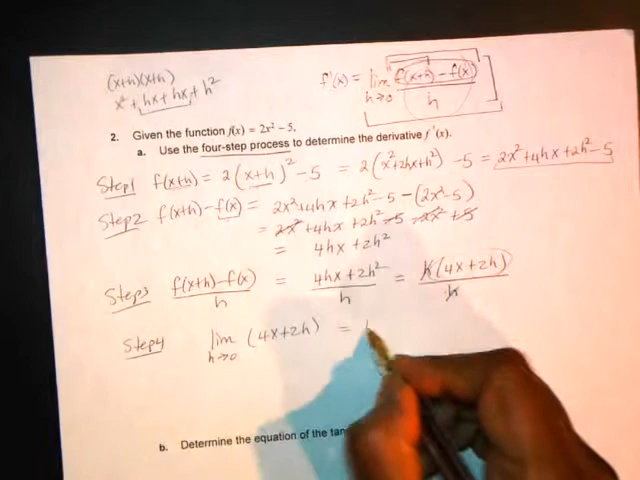 (x+h)(x+h)
x² + hx + hx + h²
f'(x) = lim h→0 f(x+h) - f(x) / h
2. Given the function f(x) = 2x² – 5,
a. Use the four-step process to determine the derivative f'(x).
Step1 f(x+h) = 2(x+h)² - 5 = 2(x²+2hx+h²) - 5 = 2x²+4hx+2h²-5
Step2 f(x+h)-f(x) = 2x²+4hx+2h²-5-(2x²-5)
= 2x²+4hx+2h²-5-2x²+5
= 4hx+2h²
Step3 f(x+h)-f(x) / h = 4hx+2h² / h = h(4x+2h) / h
Step4 lim h→0 (4x+2h) =
b. Determine the equation of the tan